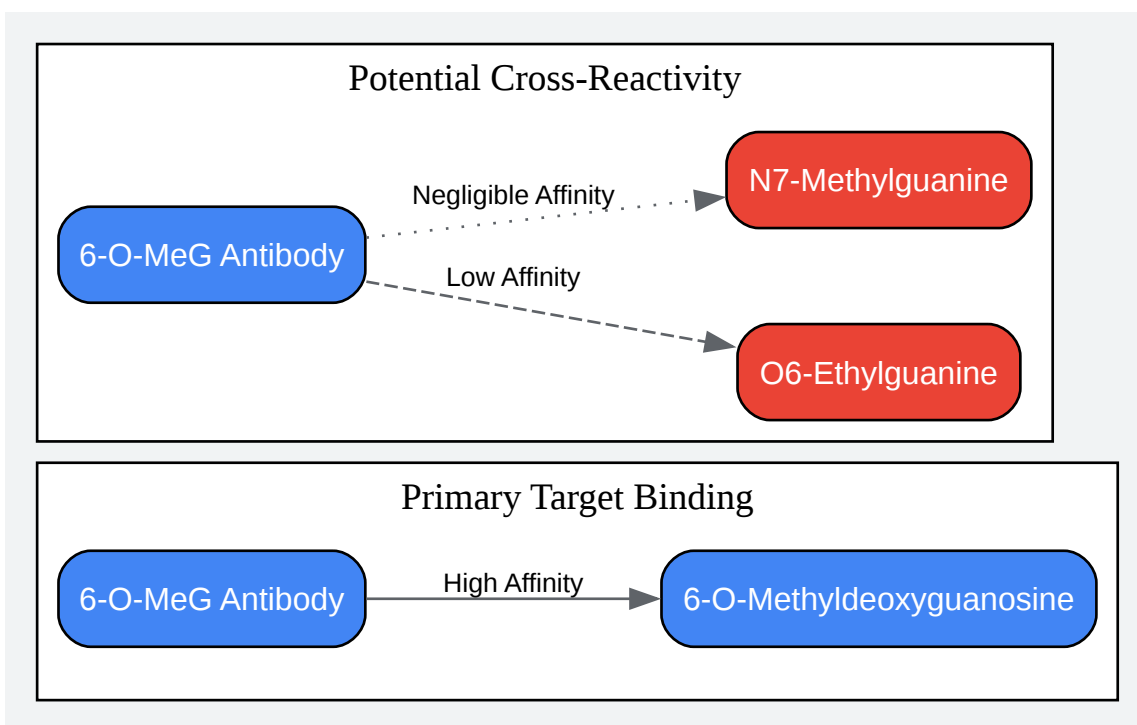 Potential Cross-Reactivity
N7-Methylguanine
Negligible Affinity
6-O-MeG Antibody
Low Affinity
O6-Ethylguanine
Primary Target Binding
6-O-MeG Antibody
High Affinity
6-O-Methyldeoxyguanosine